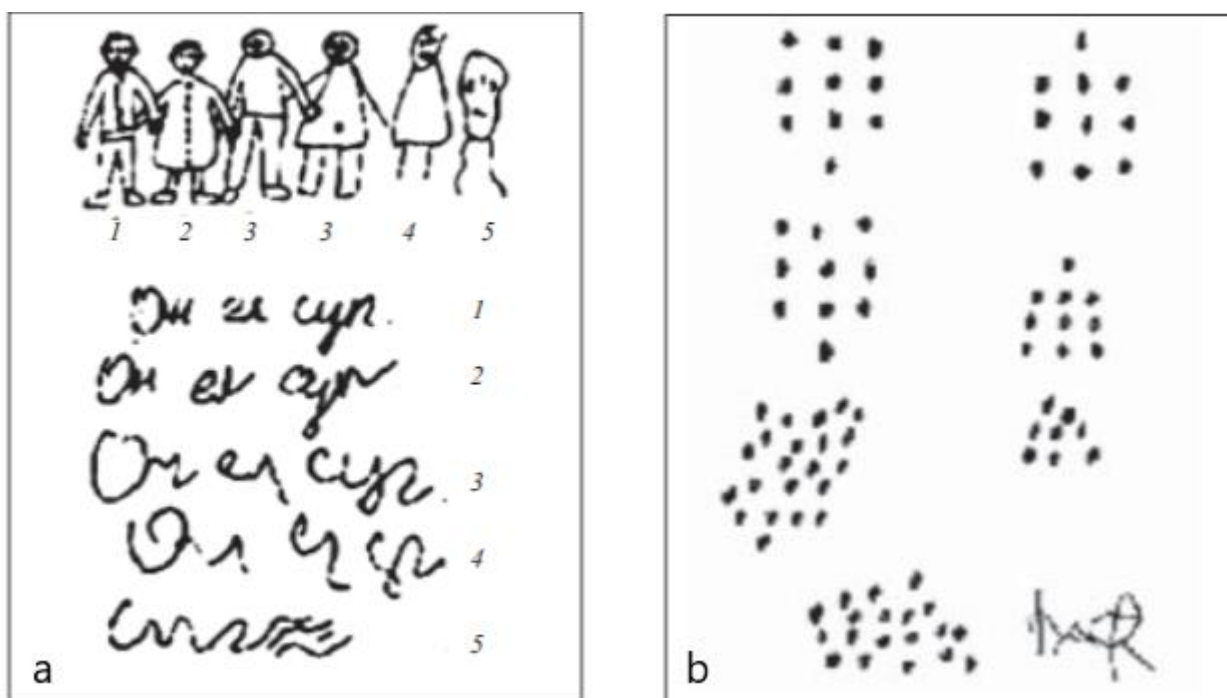 1 2 3 3 4 5
Он ел суп. 1
Он ел суп 2
Он ел суп. 3
4
5
a
b